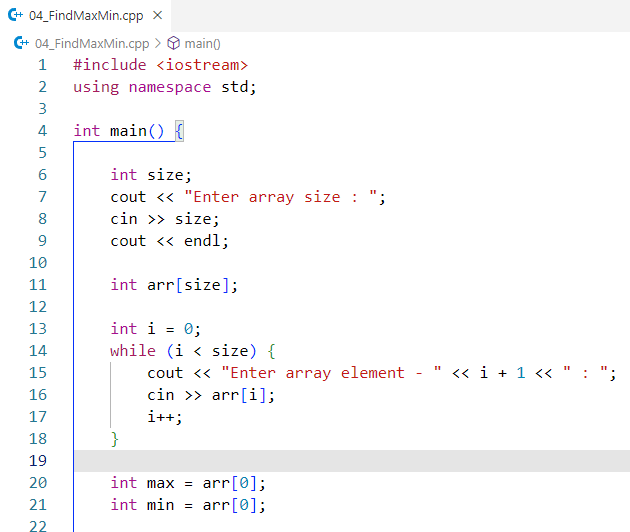 04_FindMaxMin.cpp ×
04_FindMaxMin.cpp > main()
1 #include <iostream>
2 using namespace std;
3
4 int main() {
5
6 int size;
7 cout << "Enter array size : ";
8 cin >> size;
9 cout << endl;
10
11 int arr[size];
12
13 int i = 0;
14 while (i < size) {
15 cout << "Enter array element - " << i + 1 << " : ";
16 cin >> arr[i];
17 i++;
18 }
19
20 int max = arr[0];
21 int min = arr[0];
22